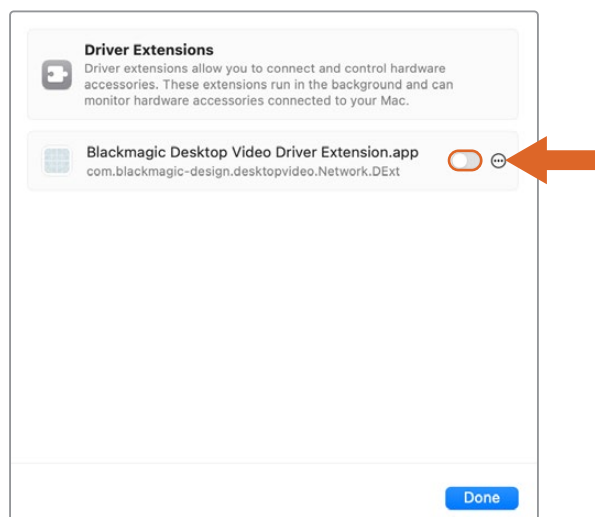 Driver Extensions
Driver extensions allow you to connect and control hardware
accessories. These extensions run in the background and can
monitor hardware accessories connected to your Mac.
Blackmagic Desktop Video Driver Extension.app
com.blackmagic-design.desktopvideo.Network.DExt
Done